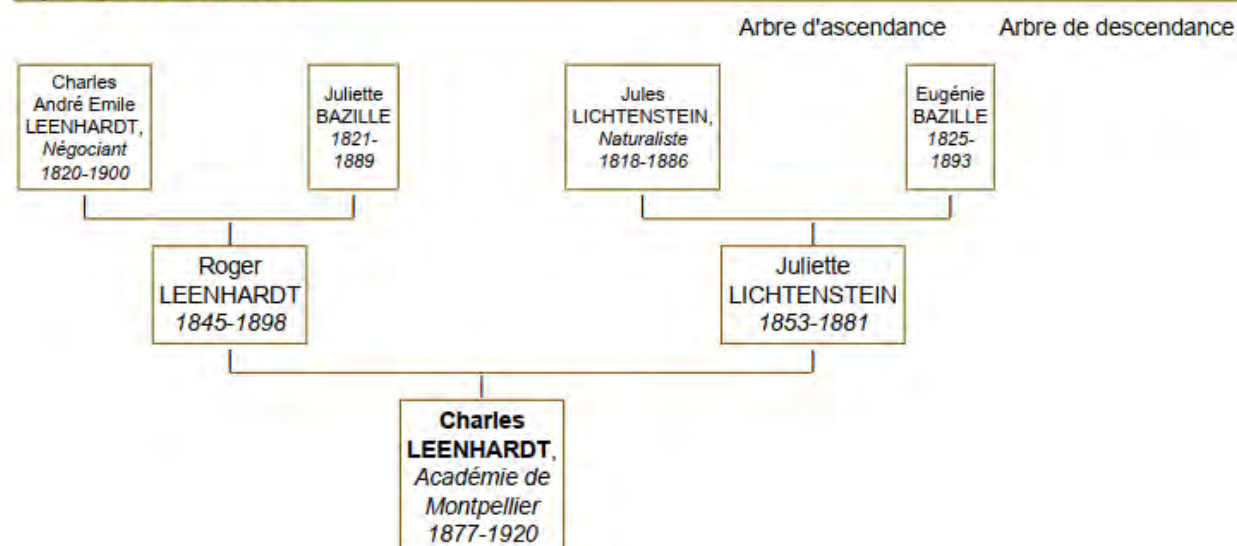 Arbre d'ascendance Arbre de descendance
Charles
André Emile
LEENHARDT,
Négociant
1820-1900
Juliette
BAZILLE
1821-
1889
Jules
LICHTENSTEIN,
Naturaliste
1818-1886
Eugénie
BAZILLE
1825-
1893
Roger
LEENHARDT
1845-1898
Juliette
LICHTENSTEIN
1853-1881
Charles
LEENHARDT,
Académie de
Montpellier
1877-1920